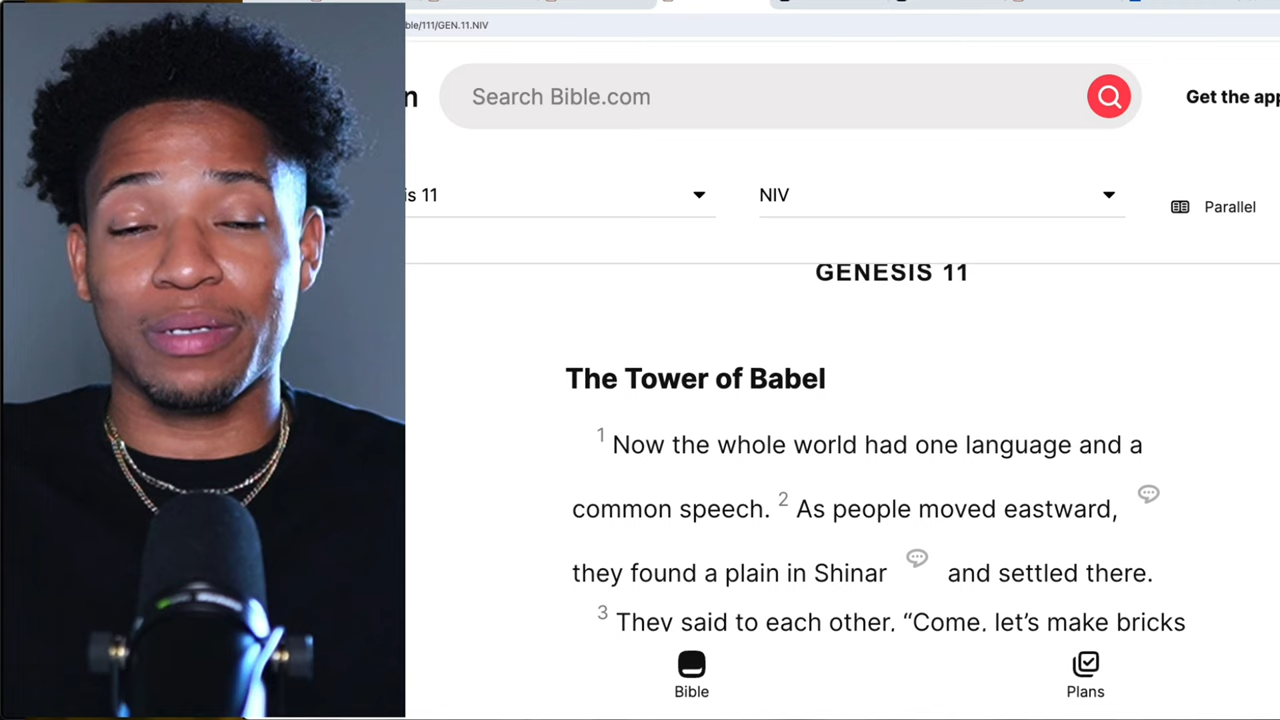 ble/111/GEN.11.NIV
n
Search Bible.com
Get the app
is 11
NIV
Parallel
GENESIS 11
The Tower of Babel
1 Now the whole world had one language and a
common speech. 2 As people moved eastward,
they found a plain in Shinar and settled there.
3 They said to each other, “Come, let’s make bricks
Bible
Plans